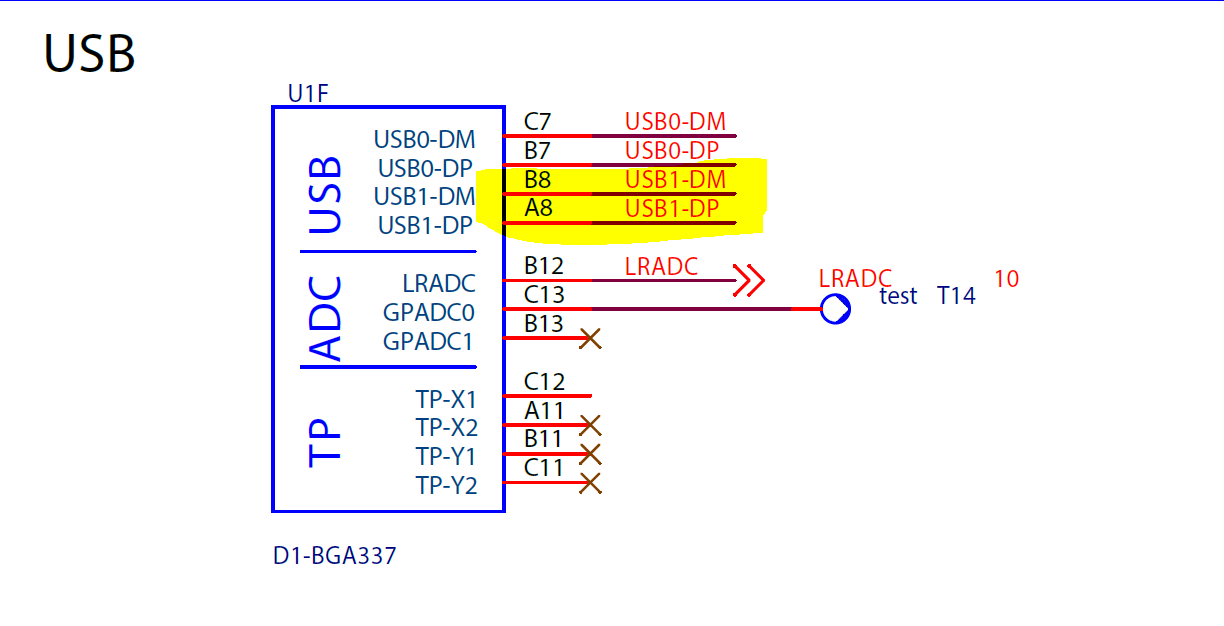 USB
U1F
USB0-DM C7 USB0-DM
USB0-DP B7 USB0-DP
USB1-DM B8 USB1-DM
USB1-DP A8 USB1-DP
USB
LRADC B12 LRADC LRADC 10
GPADC0 C13 test T14
GPADC1 B13
ADC
TP-X1 C12
TP-X2 A11
TP-Y1 B11
TP-Y2 C11
TP
D1-BGA337